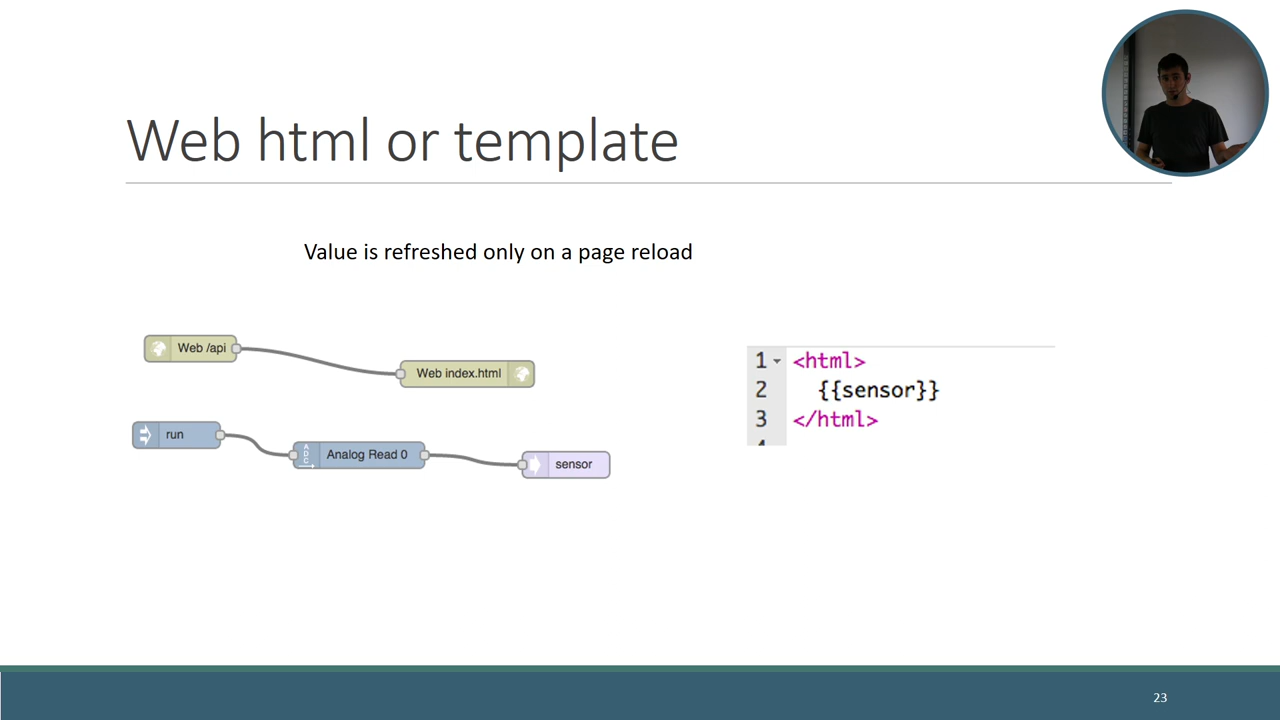 Web html or template
Value is refreshed only on a page reload
Web /api
Web index.html
run
ADC
Analog Read 0
sensor
1 <html>
2 {{sensor}}
3 </html>
23